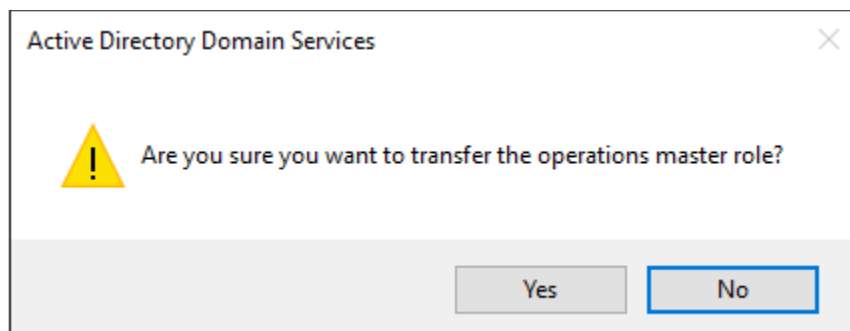 Active Directory Domain Services
Are you sure you want to transfer the operations master role?
Yes
No